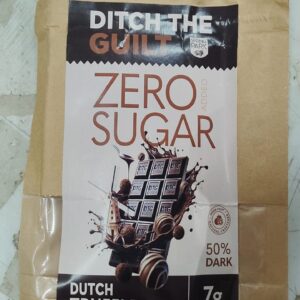 DITCH THE
GUILT
ZERO
ADDED
SUGAR
50%
DARK
DUTCH
7g